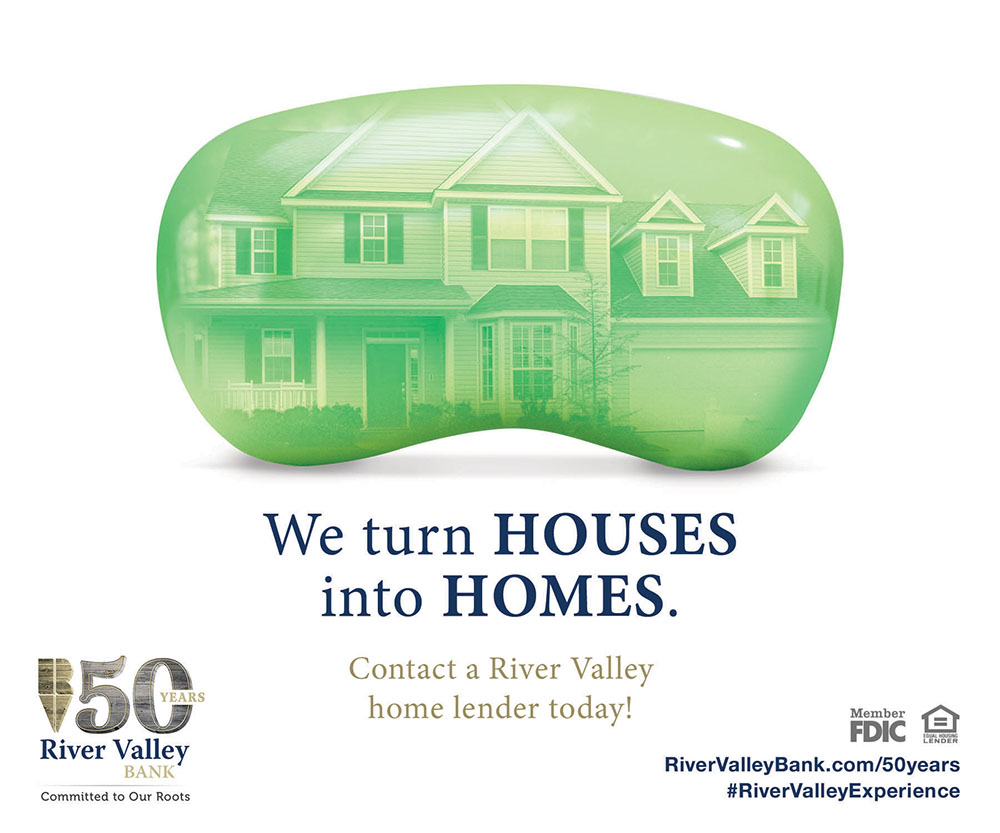 We turn HOUSES
into HOMES.
Contact a River Valley
home lender today!
50
YEARS
River Valley
BANK
Committed to Our Roots
Member
FDIC
EQUAL HOUSING
LENDER
RiverValleyBank.com/50years
#RiverValleyExperience